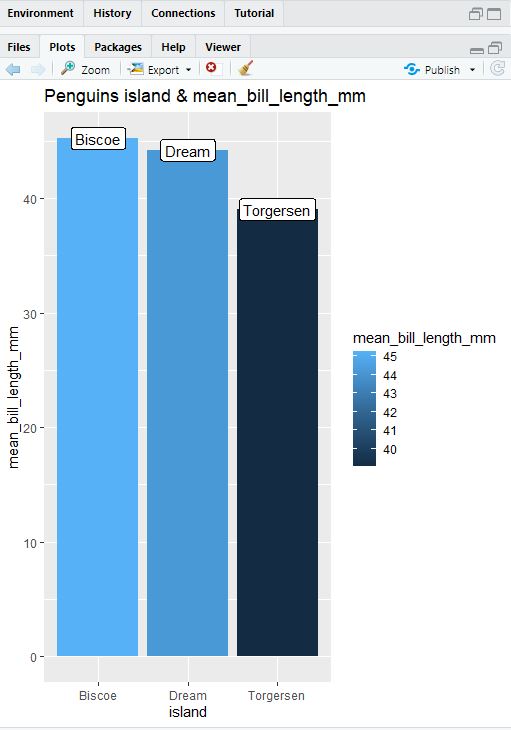 Environment History Connections Tutorial
Files Plots Packages Help Viewer
Zoom Export Publish
Penguins island & mean_bill_length_mm
Biscoe
Dream
Torgersen
40
30
20
10
0
mean_bill_length_mm
Biscoe Dream Torgersen
island
mean_bill_length_mm
45
44
43
42
41
40